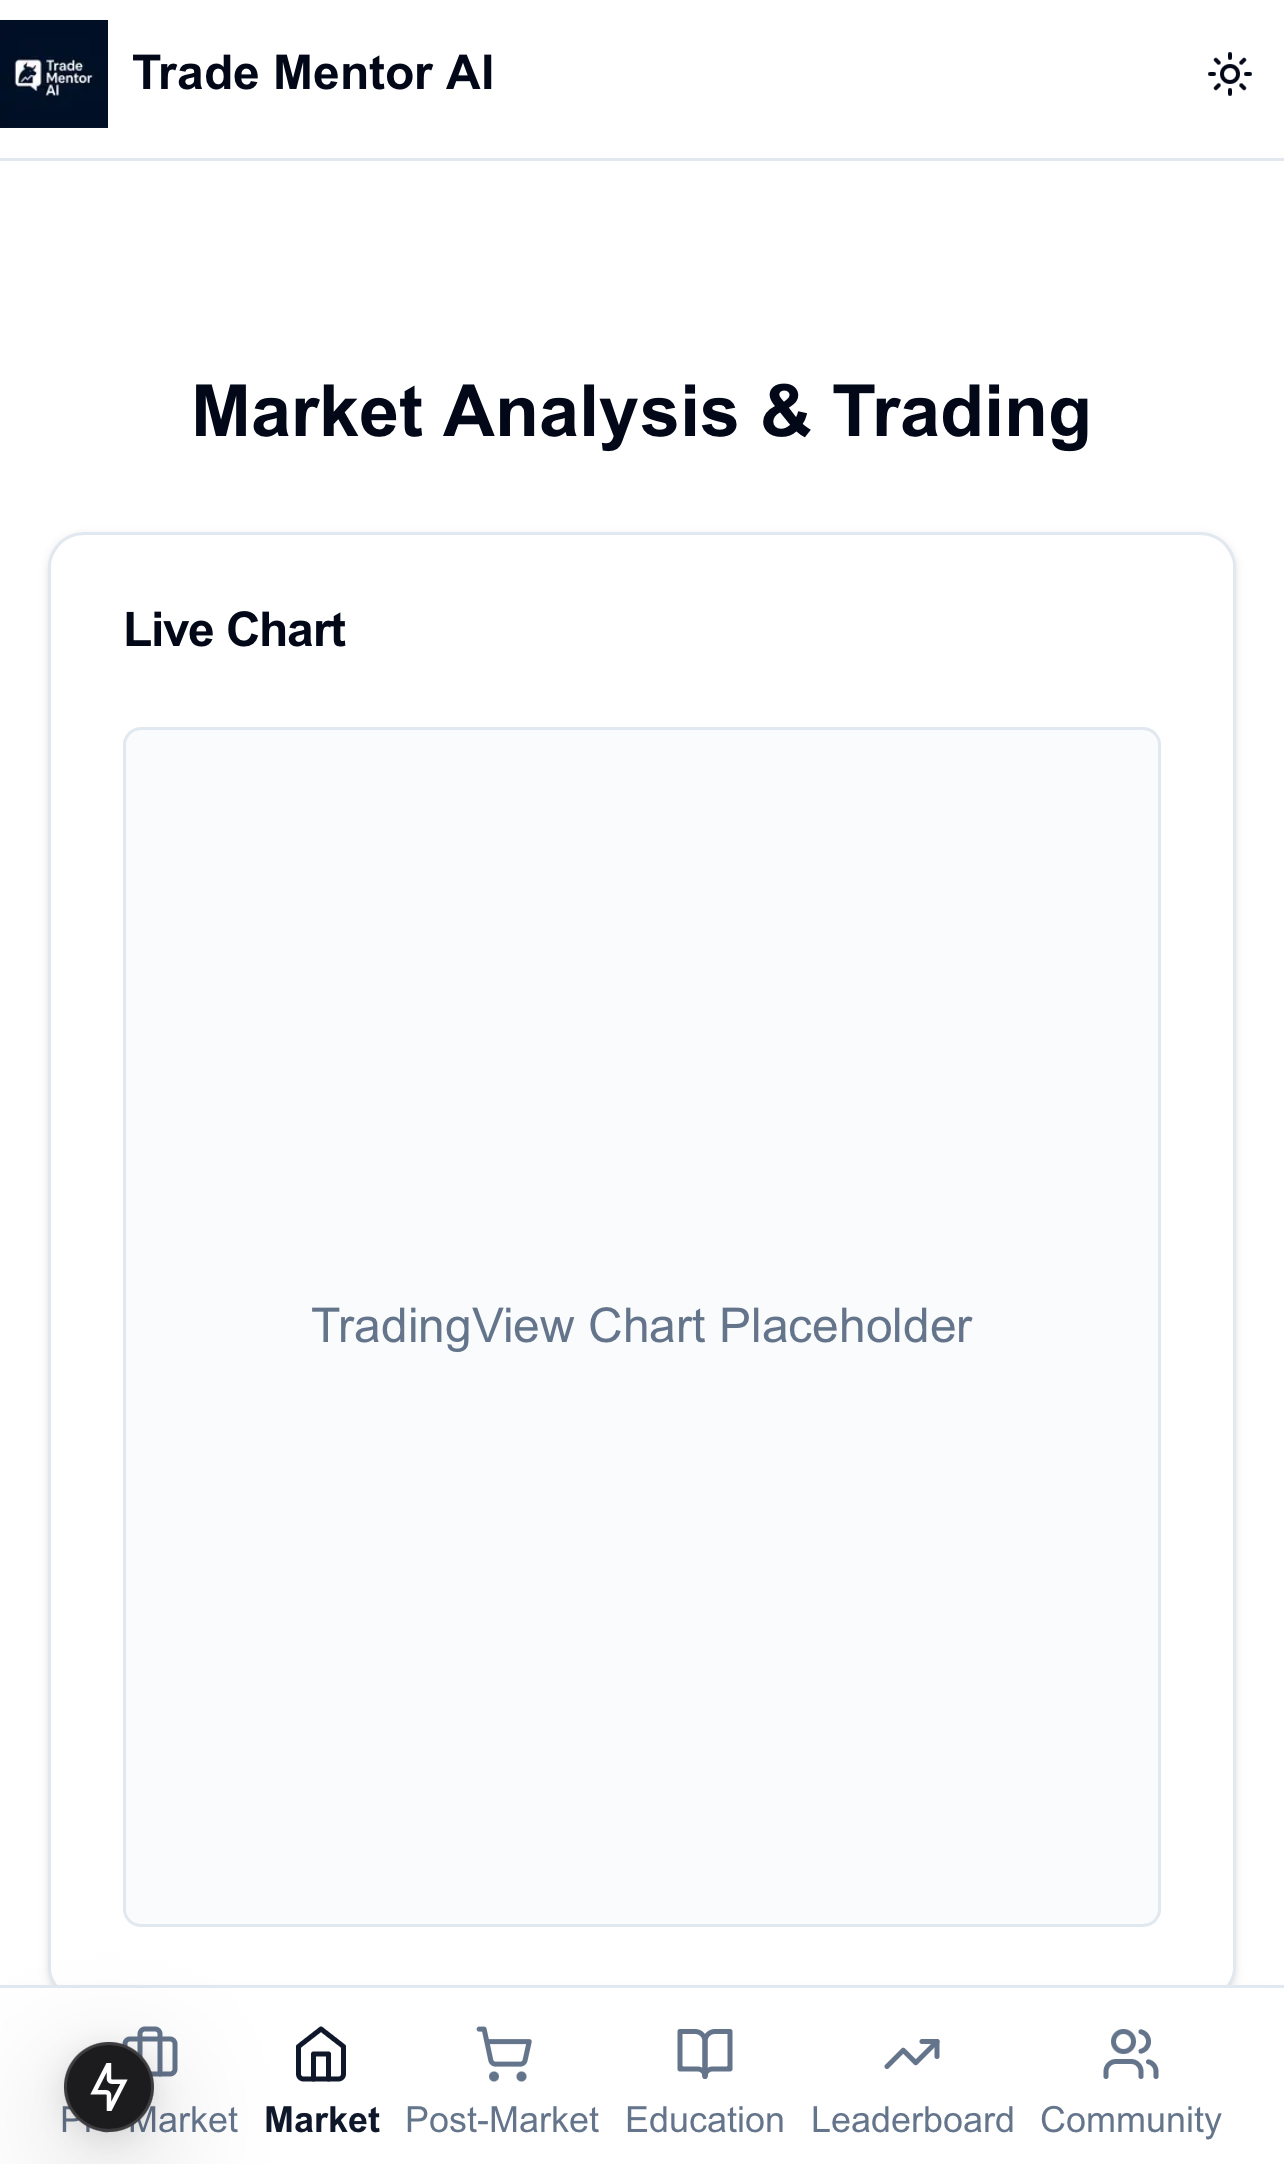 Trade
Mentor
AI
Trade Mentor AI
Market Analysis & Trading
Live Chart
TradingView Chart Placeholder
Market
Market
Post-Market
Education
Leaderboard
Community